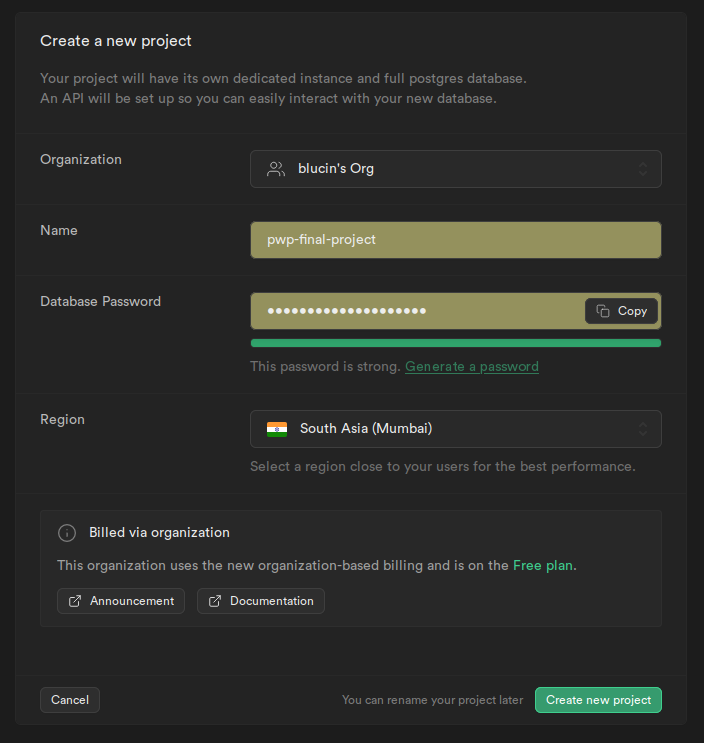 Create a new project
Your project will have its own dedicated instance and full postgres database.
An API will be set up so you can easily interact with your new database.
Organization
blucin's Org
Name
pwp-final-project
Database Password
••••••••••••••••••••
Copy
This password is strong. Generate a password
Region
South Asia (Mumbai)
Select a region close to your users for the best performance.
Billed via organization
This organization uses the new organization-based billing and is on the Free plan.
Announcement
Documentation
Cancel
You can rename your project later
Create new project